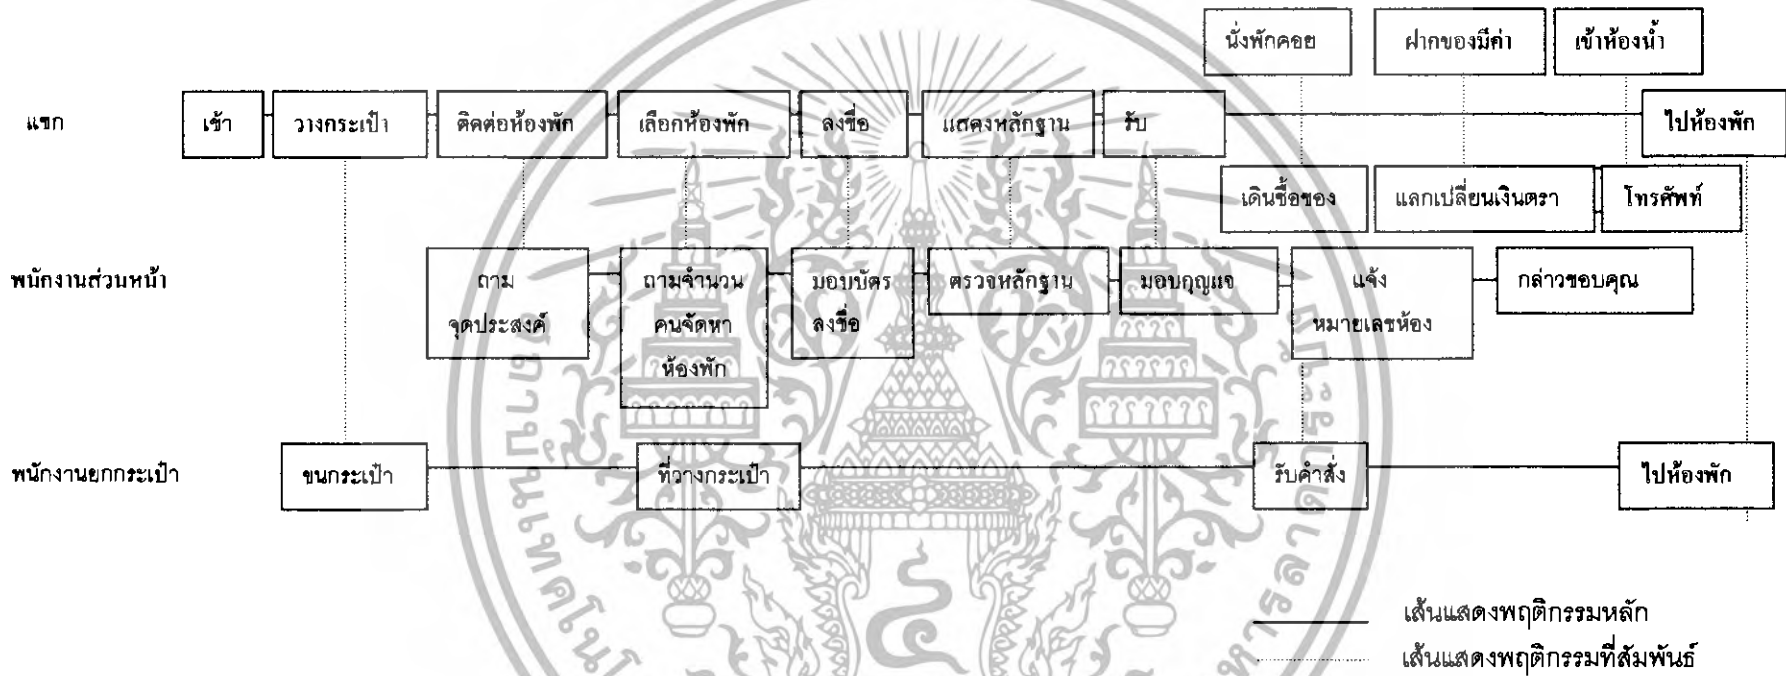 นั่งพักคอย ฝากของมีค่า เข้าห้องน้ำ
แขก เข้า วางกระเป๋า ติดต่อห้องพัก เลือกห้องพัก ลงชื่อ แสดงหลักฐาน รับ ไปห้องพัก
เดินซื้อของ แลกเปลี่ยนเงินตรา โทรศัพท์
พนักงานส่วนหน้า ถาม ถามจำนวน มอบบัตร ตรวจหลักฐาน มอบกุญแจ แจ้ง กล่าวขอบคุณ
จุดประสงค์ คนจัดหา ลงชื่อ หมายเลขห้อง
ห้องพัก
พนักงานยกกระเป๋า ขนกระเป๋า ที่วางกระเป๋า รับคำสั่ง ไปห้องพัก
เส้นแสดงพฤติกรรมหลัก
เส้นแสดงพฤติกรรมที่สัมพันธ์